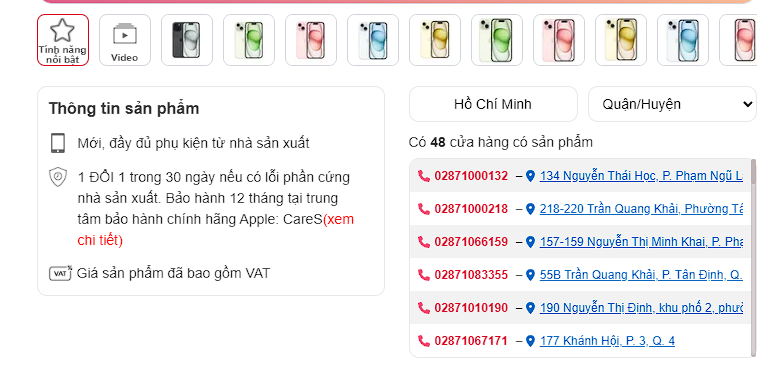 Tính năng
nổi bật
Video
Thông tin sản phẩm
Mới, đầy đủ phụ kiện từ nhà sản xuất
1 ĐỔI 1 trong 30 ngày nếu có lỗi phần cứng
nhà sản xuất. Bảo hành 12 tháng tại trung
tâm bảo hành chính hãng Apple: CareS(xem
chi tiết)
VAT
Giá sản phẩm đã bao gồm VAT
Hồ Chí Minh
Quận/Huyện
Có 48 cửa hàng có sản phẩm
02871000132 – 134 Nguyễn Thái Học, P. Phạm Ngũ L
02871000218 – 218-220 Trần Quang Khải, Phường Tâ
02871066159 – 157-159 Nguyễn Thị Minh Khai, P. Phạ
02871083355 – 55B Trần Quang Khải, P. Tân Định, Q.
02871010190 – 190 Nguyễn Thị Định, khu phố 2, phườ
02871067171 – 177 Khánh Hội, P. 3, Q. 4